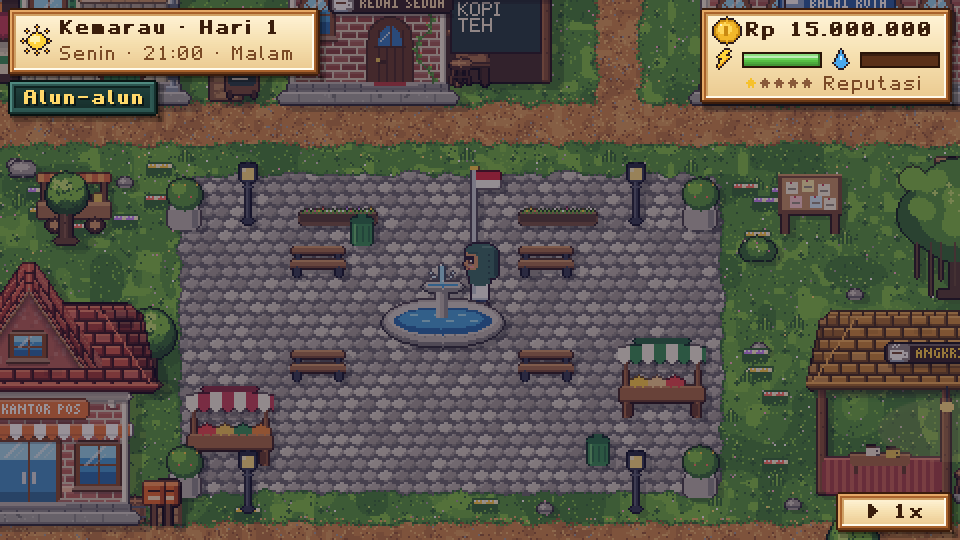 Kemarau · Hari 1
Senin · 21:00 · Malam
Alun-alun
KEDAI SEDUH
KOPI
TEH
BALAI KOTA
Rp 15.000.000
Reputasi
KANTOR POS
ANGKRI
1x